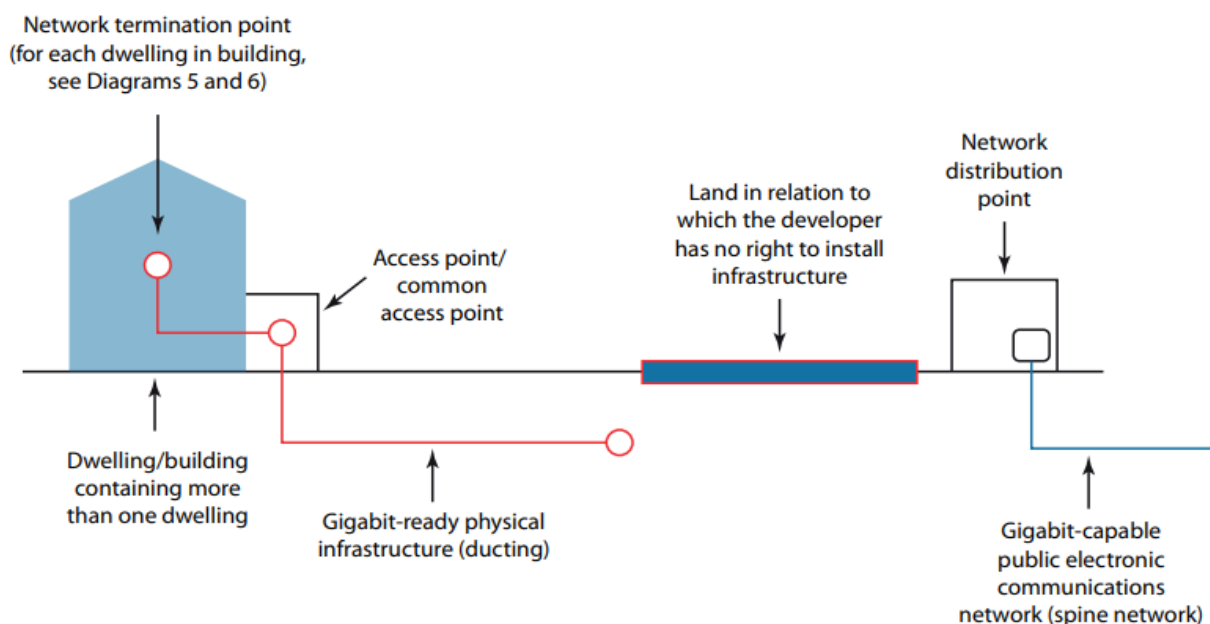 Network termination point
(for each dwelling in building,
see Diagrams 5 and 6)
Access point/
common
access point
Land in relation to
which the developer
has no right to install
infrastructure
Network
distribution
point
Dwelling/building
containing more
than one dwelling
Gigabit-ready physical
infrastructure (ducting)
Gigabit-capable
public electronic
communications
network (spine network)